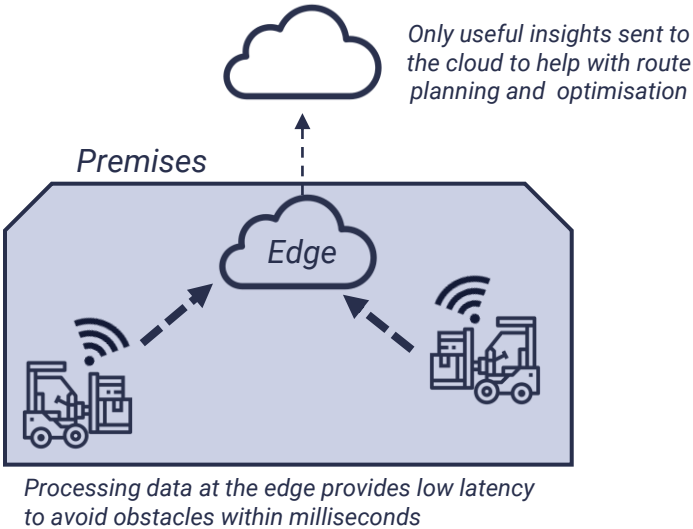 Only useful insights sent to
the cloud to help with route
planning and optimisation
Premises
Edge
Processing data at the edge provides low latency
to avoid obstacles within milliseconds